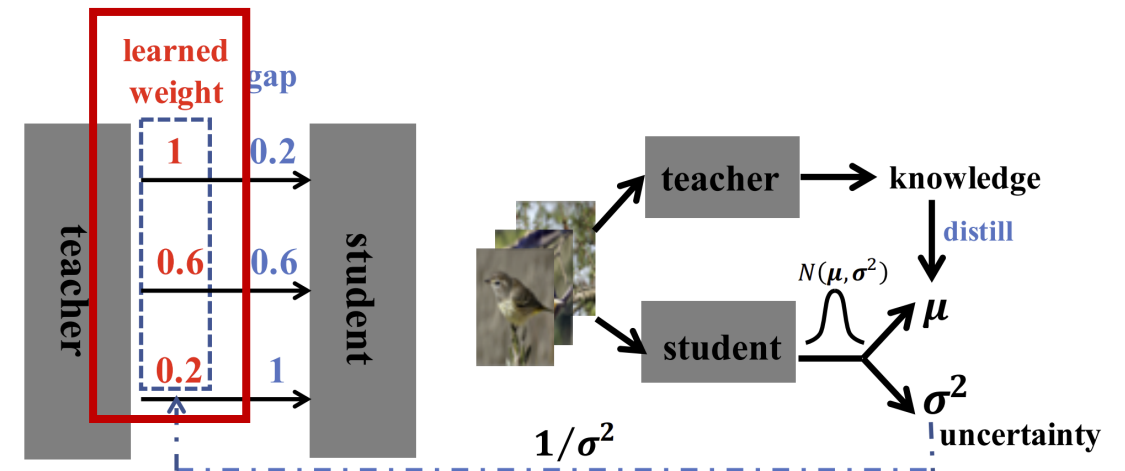 learned
weight
gap
1
0.2
0.6
0.6
0.2
1
teacher
student
teacher
knowledge
distill
N(μ, σ²)
μ
student
σ²
uncertainty
1/σ²